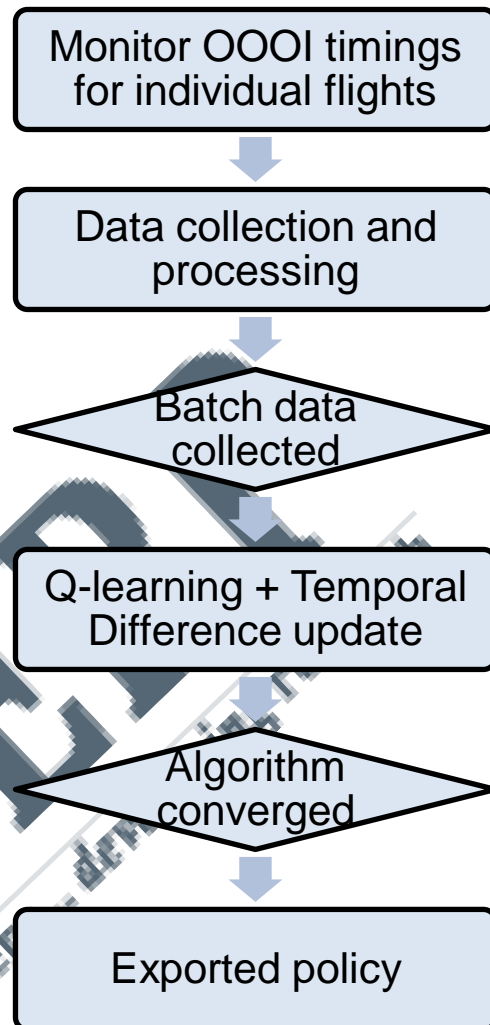 Monitor OOOI timings
for individual flights
Data collection and
processing
Batch data
collected
Q-learning + Temporal
Difference update
Algorithm
converged
Exported policy